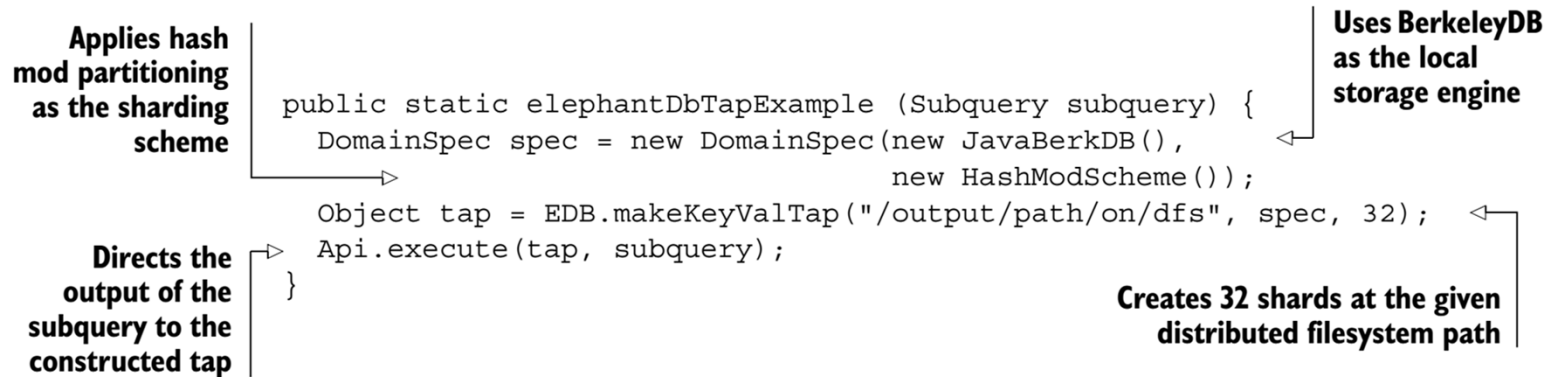 Applies hash
mod partitioning
as the sharding
scheme
Uses BerkeleyDB
as the local
storage engine
public static elephantDbTapExample (Subquery subquery) {
DomainSpec spec = new DomainSpec(new JavaBerkDB(),
new HashModScheme());
Object tap = EDB.makeKeyValTap("/output/path/on/dfs", spec, 32);
Api.execute(tap, subquery);
}
Directs the
output of the
subquery to the
constructed tap
Creates 32 shards at the given
distributed filesystem path